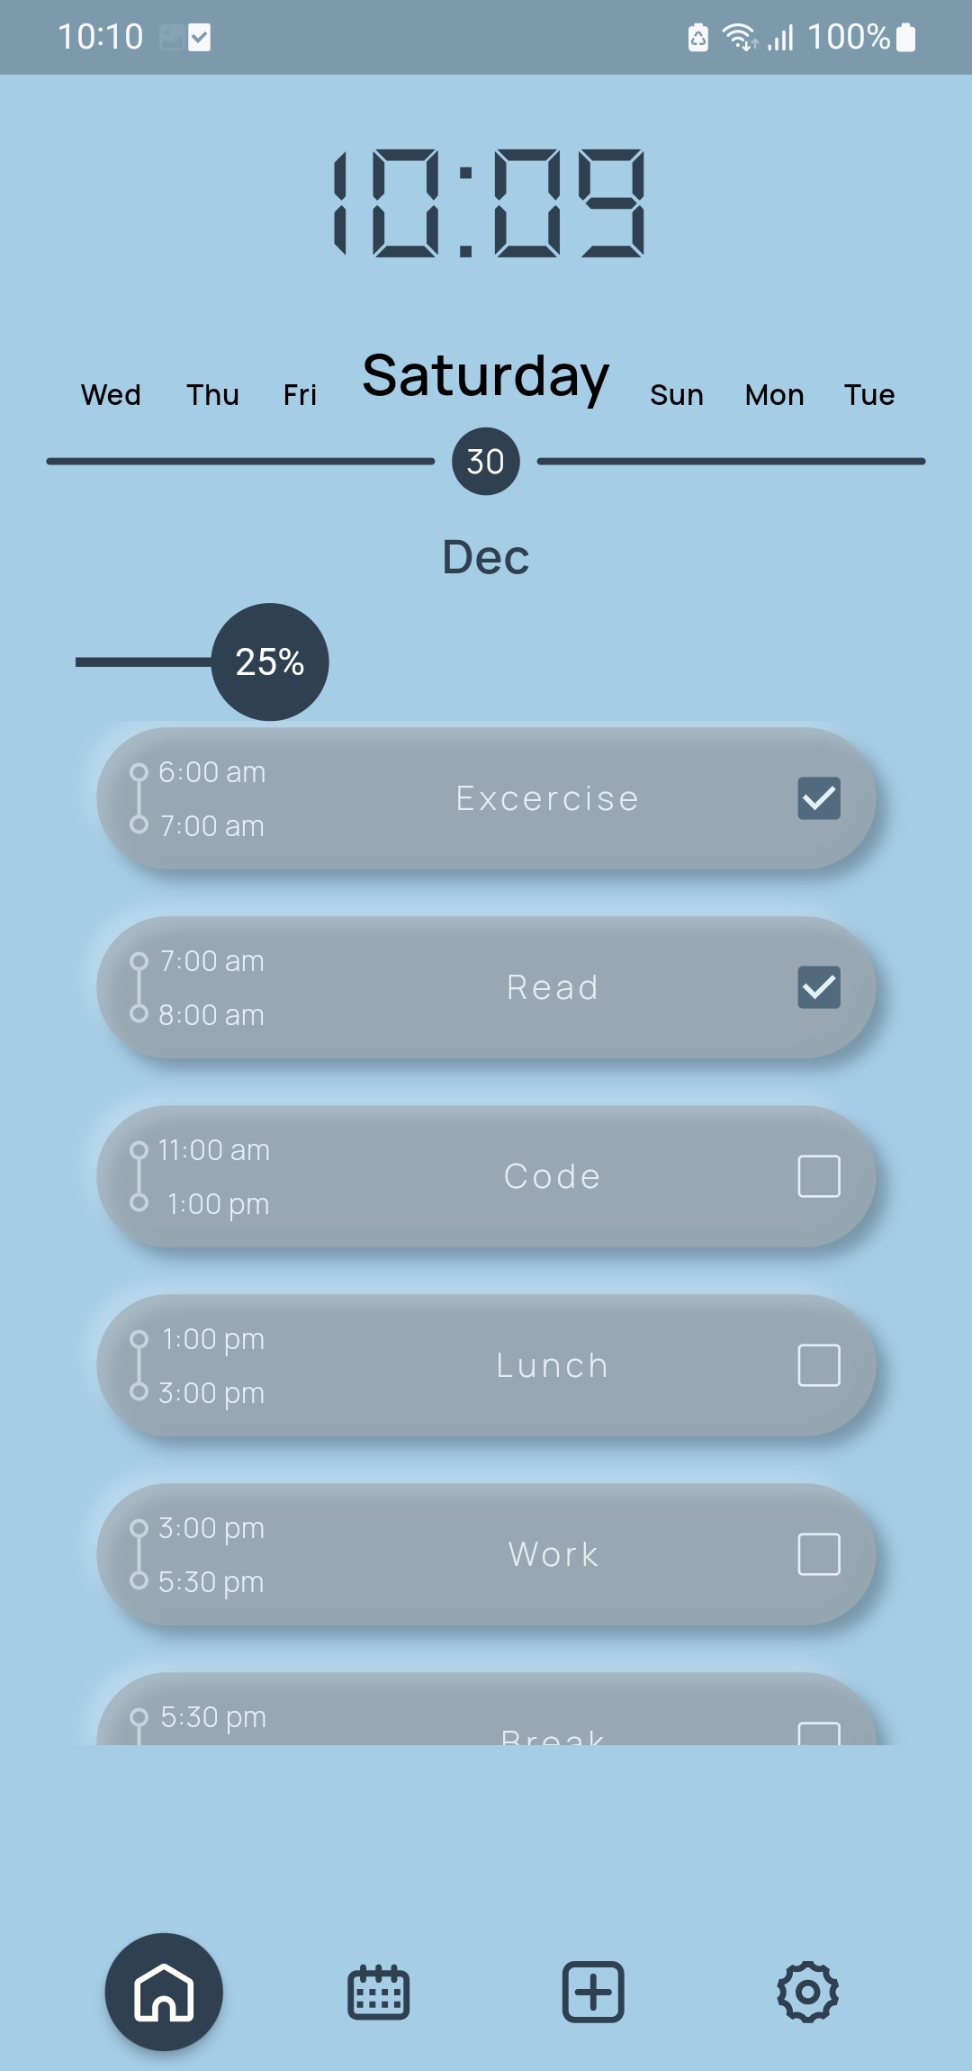 10:10 100%
10:09
Wed Thu Fri Saturday Sun Mon Tue
30
Dec
25%
6:00 am
Excercise
7:00 am
7:00 am
Read
8:00 am
11:00 am
Code
1:00 pm
1:00 pm
Lunch
3:00 pm
3:00 pm
Work
5:30 pm
5:30 pm
Break